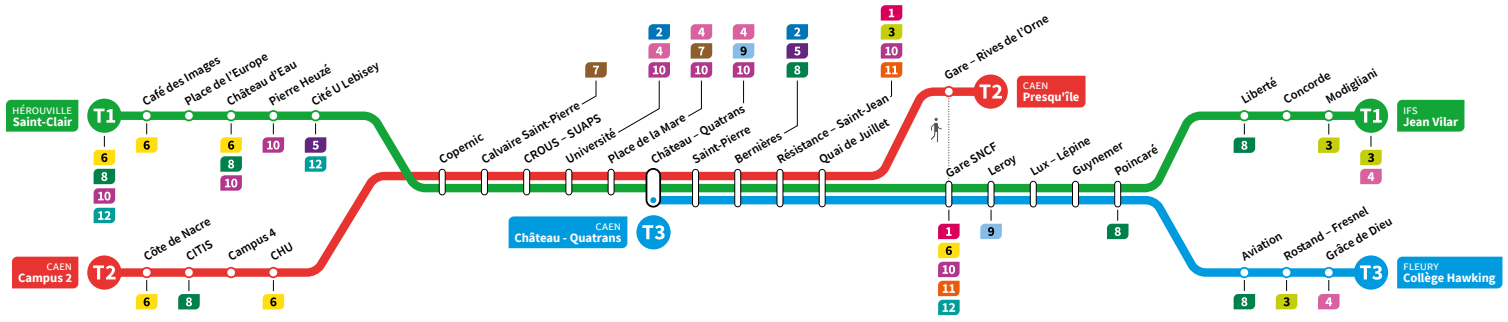 HÉROUVILLE
Saint-Clair
T1
6
8
10
12
Café des Images
6
Place de l'Europe
Château d'Eau
6
8
10
Pierre Heuzé
10
Cité U Lebisey
5
12
CAEN
Campus 2
T2
Côte de Nacre
6
CITIS
8
Campus 4
CHU
6
Copernic
Calvaire Saint-Pierre
7
CROUS – SUAPS
Université
2
4
10
Place de la Mare
4
7
10
Château – Quatrans
4
9
10
CAEN
Château - Quatrans
T3
Saint-Pierre
Bernières
2
5
8
Résistance – Saint-Jean
1
3
10
11
Quai de Juillet
Gare – Rives de l'Orne
T2
CAEN
Presqu'île
Gare SNCF
1
6
10
11
12
Leroy
9
Lux – Lépine
Guynemer
Poincaré
8
Liberté
8
Concorde
Modigliani
3
T1
3
4
IFS
Jean Vilar
Aviation
8
Rostand – Fresnel
3
Grâce de Dieu
4
T3
FLEURY
Collège Hawking